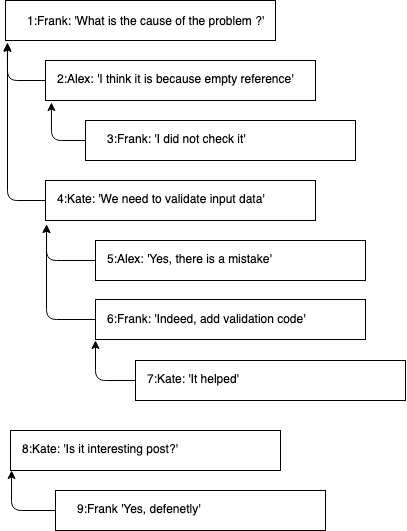 1:Frank: 'What is the cause of the problem ?'
2:Alex: 'I think it is because empty reference'
3:Frank: 'I did not check it'
4:Kate: 'We need to validate input data'
5:Alex: 'Yes, there is a mistake'
6:Frank: 'Indeed, add validation code'
7:Kate: 'It helped'
8:Kate: 'Is it interesting post?'
9:Frank 'Yes, defenetly'